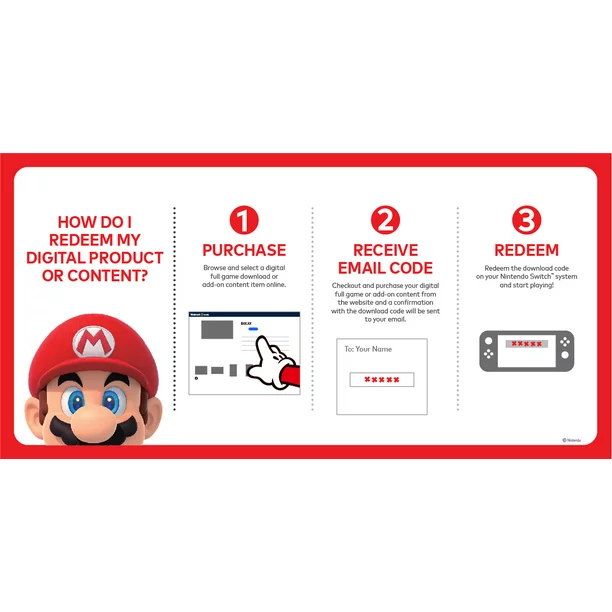 HOW DO I
REDEEM MY
DIGITAL PRODUCT
OR CONTENT?
M
1
PURCHASE
Browse and select a digital
full game download or
add-on content item online.
2
RECEIVE
EMAIL CODE
Checkout and purchase your digital
full game or add-on content from
the website and a confirmation
with the download code will be sent
to your email.
To: Your Name
×××××
3
REDEEM
Redeem the download code
on your Nintendo Switch™ system
and start playing!
×××××
© Nintendo